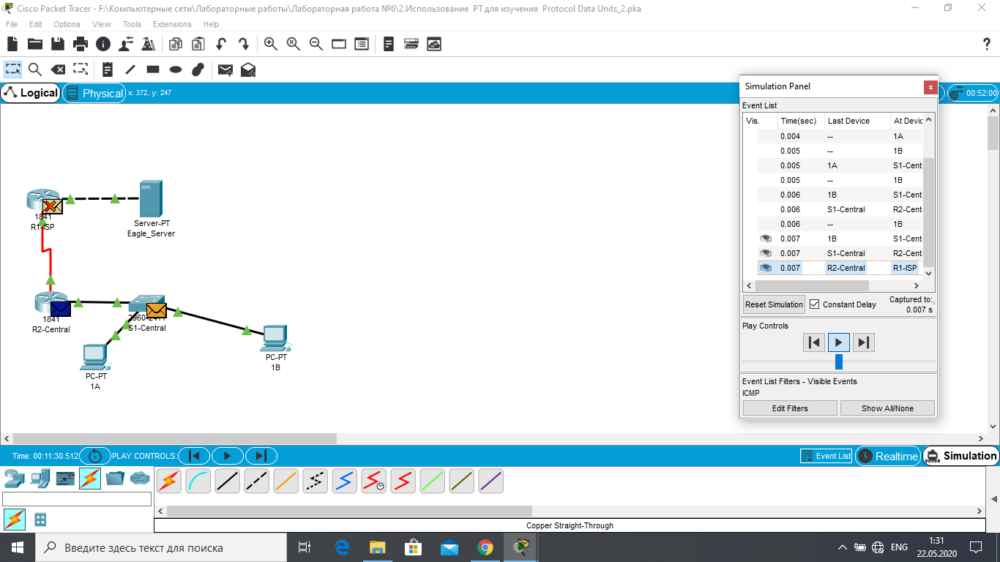 Cisco Packet Tracer - F:\Компьютерные сети\Лабораторные работы\Лабораторная работа №6\2.Использование РТ для изучения Protocol Data Units_2.pka
File Edit Options View Tools Extensions Help
Logical Physical x: 372, y: 247
00:52:00
Simulation Panel
Event List
Vis. Time(sec) Last Device At Devic
0.004 -- 1A
0.005 -- 1B
0.005 1A S1-Cent
0.005 -- 1B
0.006 1B S1-Cent
0.006 S1-Central R2-Cent
0.006 -- 1B
0.007 1B S1-Cent
0.007 S1-Central R2-Cent
0.007 R2-Central R1-ISP
Reset Simulation Constant Delay Captured to:
0.007 s
Play Controls
Event List Filters - Visible Events
ICMP
Edit Filters Show All/None
1841
R1-ISP
Server-PT
Eagle_Server
1841
R2-Central
2960-24TT
S1-Central
PC-PT
1A
PC-PT
1B
Time: 00:11:30.512 PLAY CONTROLS:
Event List Realtime Simulation
Copper Straight-Through
Введите здесь текст для поиска
ENG
1:31
22.05.2020